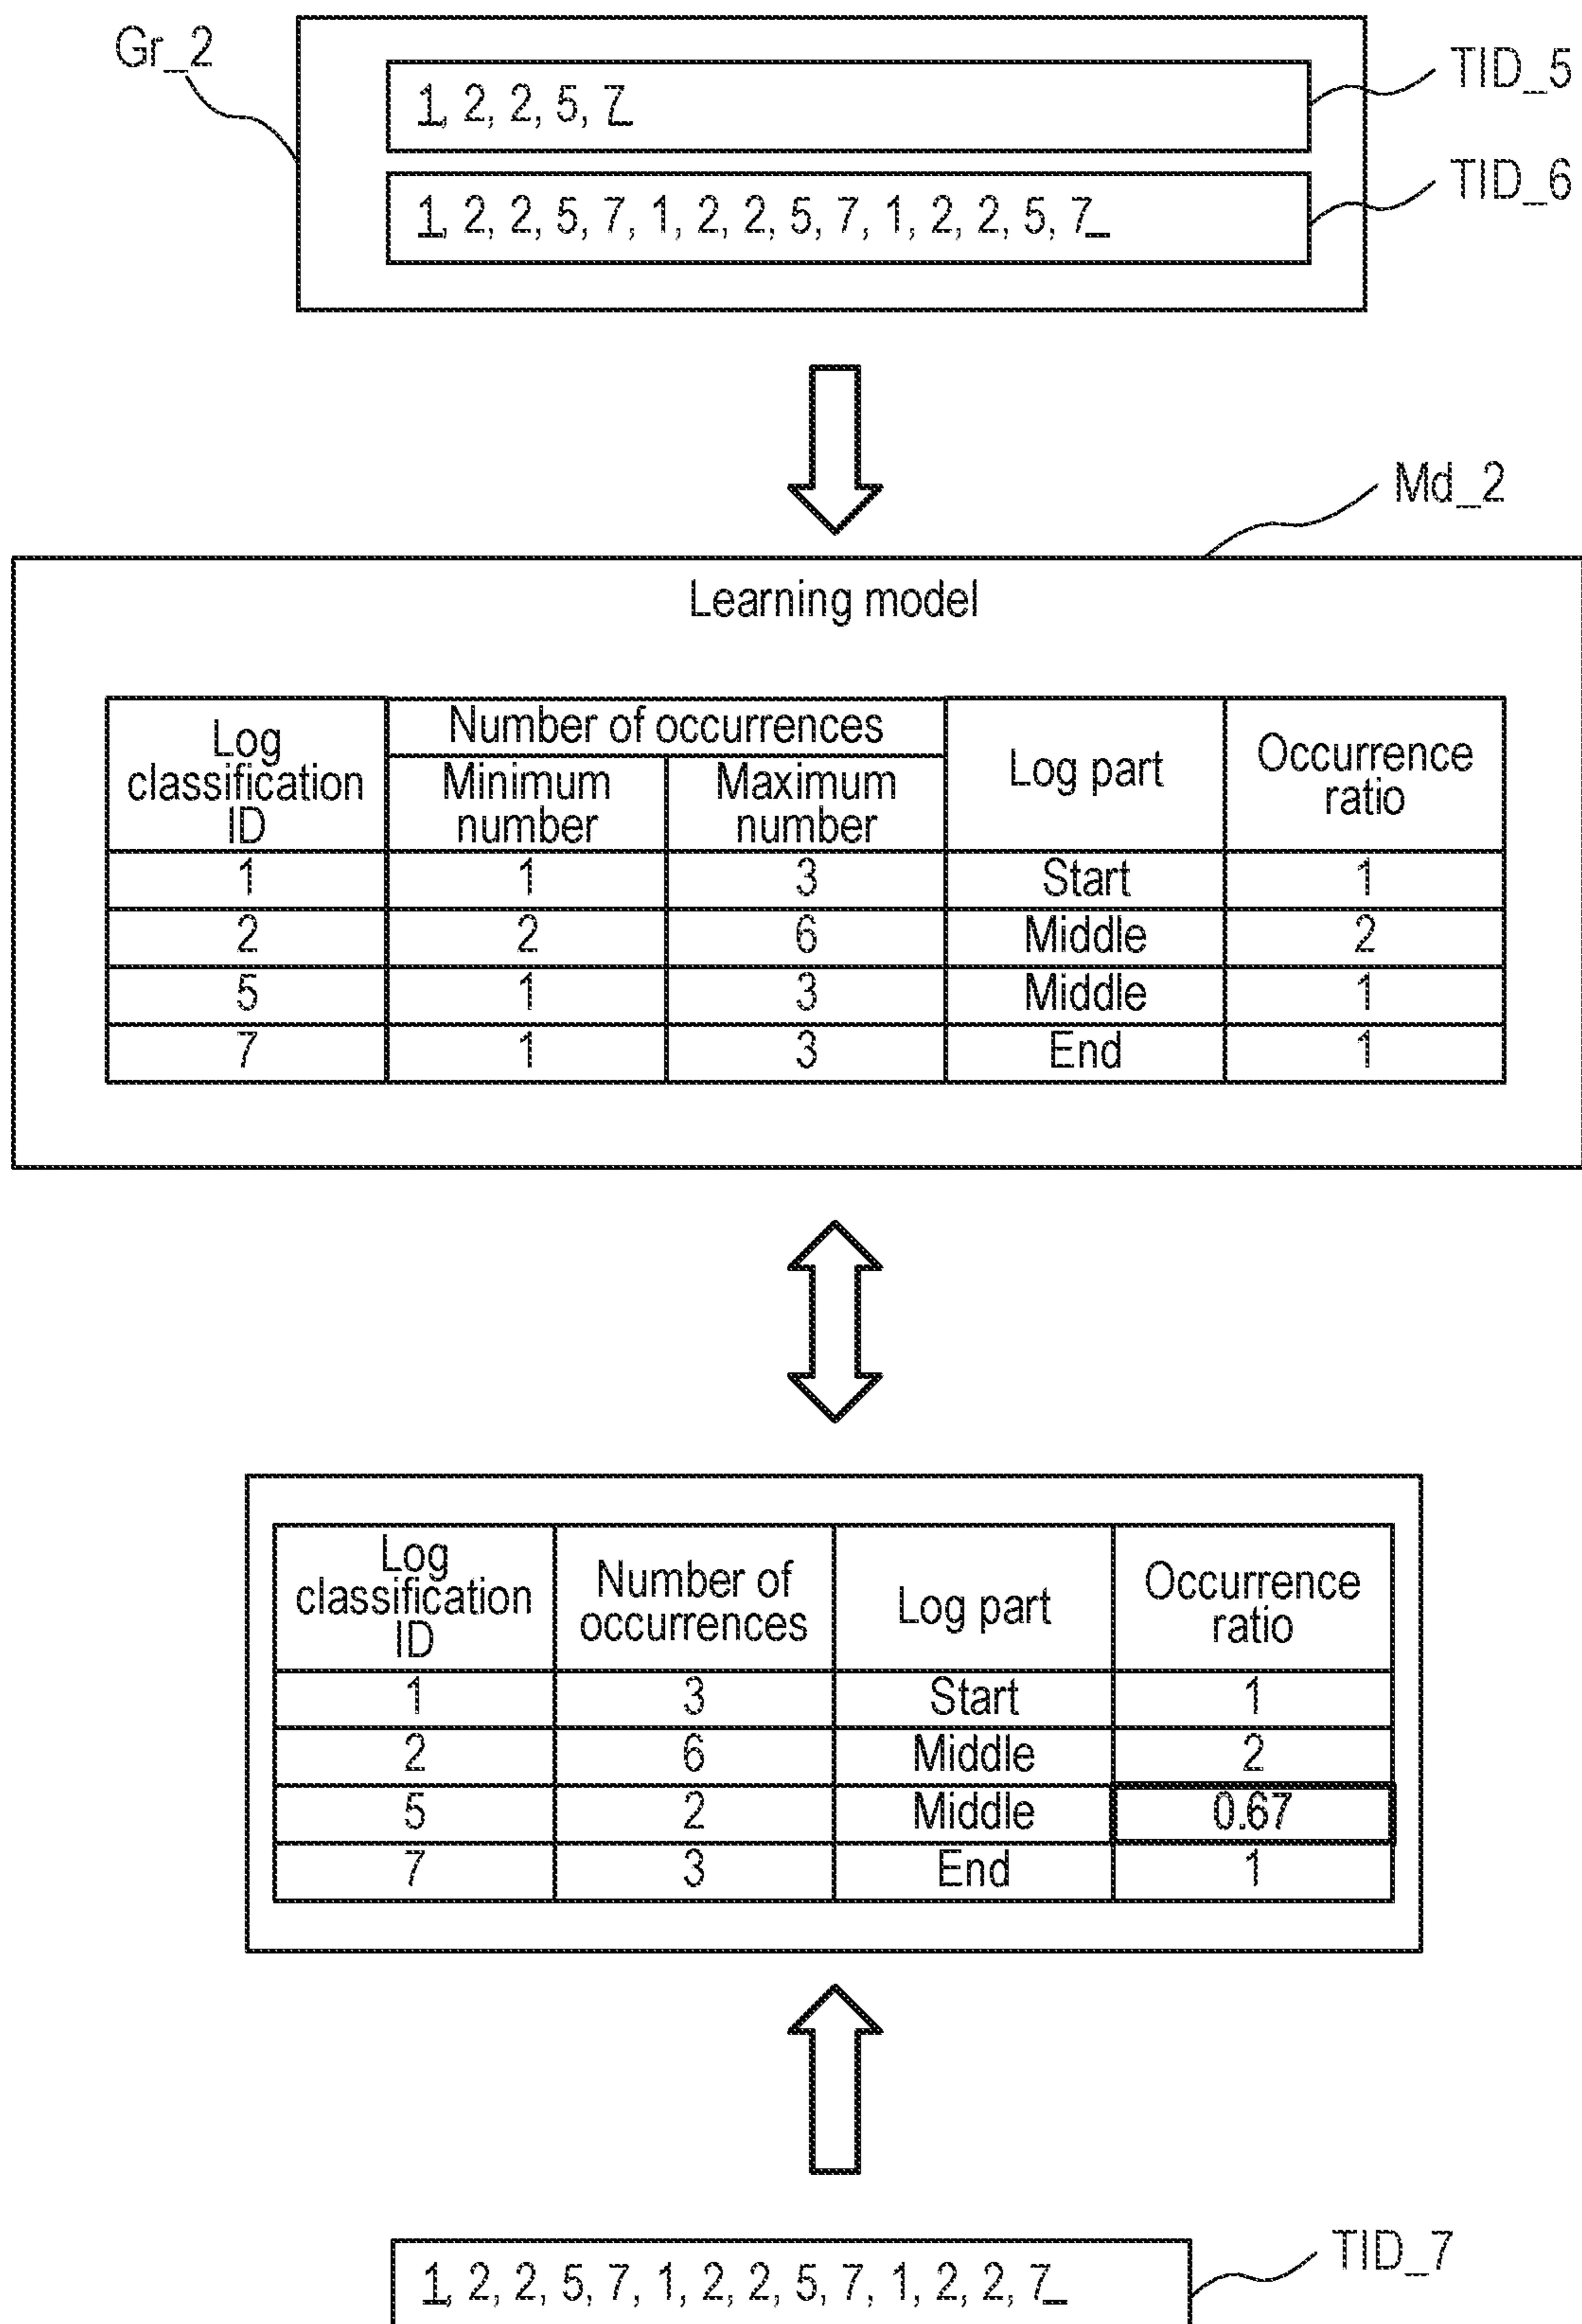 Gr_2
1, 2, 2, 5, 7
TID_5
1, 2, 2, 5, 7, 1, 2, 2, 5, 7, 1, 2, 2, 5, 7
TID_6
Md_2
Learning model
Log classification ID
Number of occurrences
Minimum number
Maximum number
Log part
Occurrence ratio
1 1 3 Start 1
2 2 6 Middle 2
5 1 3 Middle 1
7 1 3 End 1
Log classification ID
Number of occurrences
Log part
Occurrence ratio
1 3 Start 1
2 6 Middle 2
5 2 Middle 0.67
7 3 End 1
1, 2, 2, 5, 7, 1, 2, 2, 5, 7, 1, 2, 2, 7
TID_7